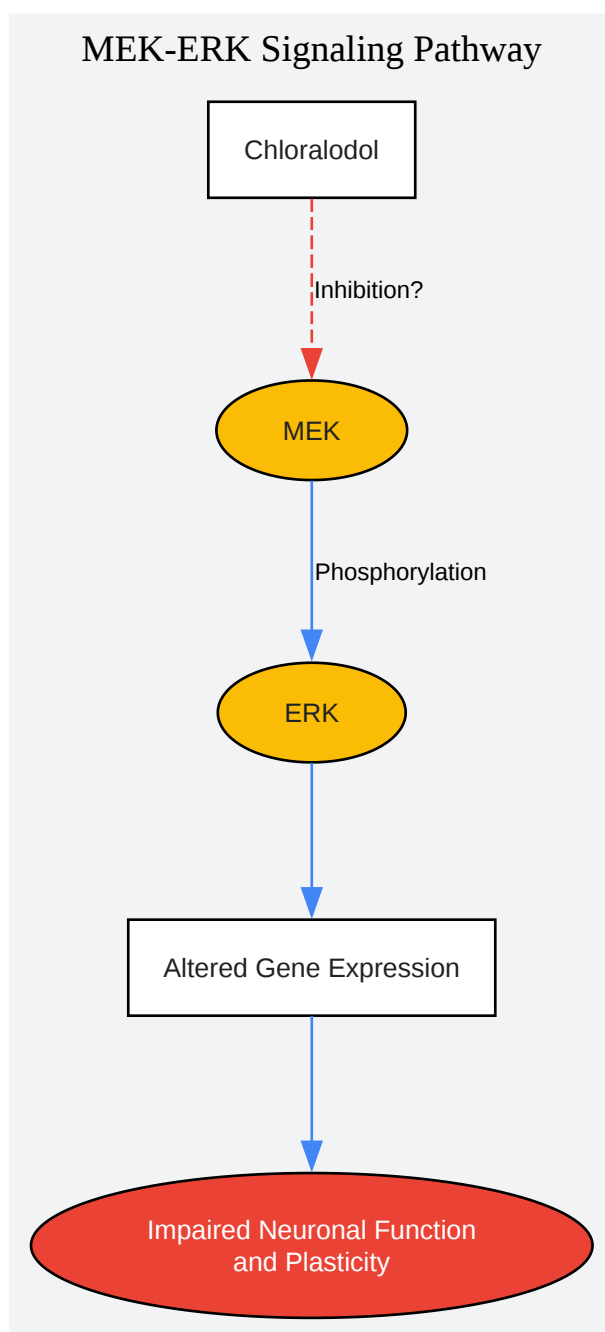 MEK-ERK Signaling Pathway
Chloralodol
Inhibition?
MEK
Phosphorylation
ERK
Altered Gene Expression
Impaired Neuronal Function
and Plasticity